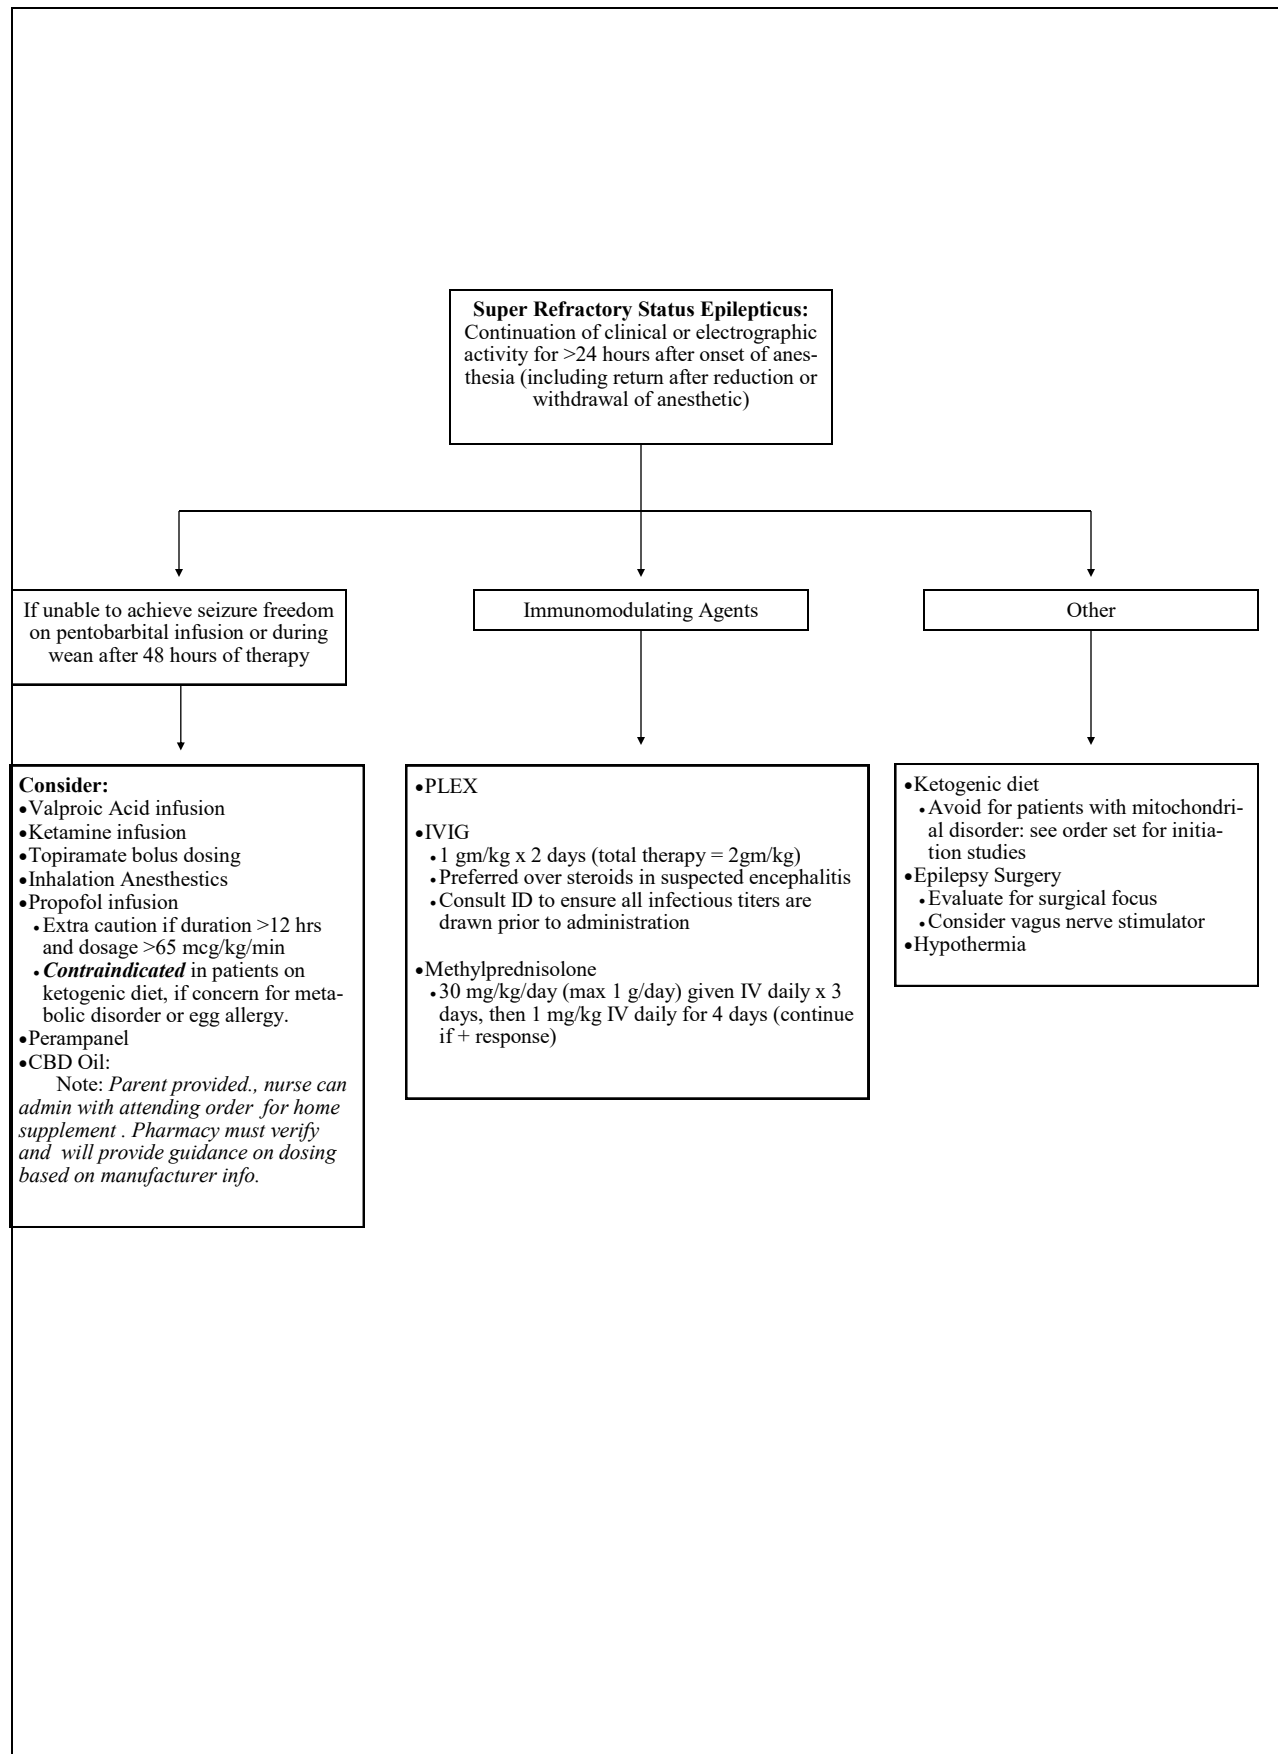 Super Refractory Status Epilepticus:
Continuation of clinical or electrographic
activity for >24 hours after onset of anes-
thesia (including return after reduction or
withdrawal of anesthetic)
If unable to achieve seizure freedom
on pentobarbital infusion or during
wean after 48 hours of therapy
Immunomodulating Agents
Other
Consider:
•Valproic Acid infusion
•Ketamine infusion
•Topiramate bolus dosing
•Inhalation Anesthestics
•Propofol infusion
•Extra caution if duration >12 hrs
and dosage >65 mcg/kg/min
•Contraindicated in patients on
ketogenic diet, if concern for meta-
bolic disorder or egg allergy.
•Perampanel
•CBD Oil:
Note: Parent provided., nurse can
admin with attending order for home
supplement . Pharmacy must verify
and will provide guidance on dosing
based on manufacturer info.
•PLEX
•IVIG
•1 gm/kg x 2 days (total therapy = 2gm/kg)
•Preferred over steroids in suspected encephalitis
•Consult ID to ensure all infectious titers are
drawn prior to administration
•Methylprednisolone
•30 mg/kg/day (max 1 g/day) given IV daily x 3
days, then 1 mg/kg IV daily for 4 days (continue
if + response)
•Ketogenic diet
•Avoid for patients with mitochondri-
al disorder: see order set for initia-
tion studies
•Epilepsy Surgery
•Evaluate for surgical focus
•Consider vagus nerve stimulator
•Hypothermia